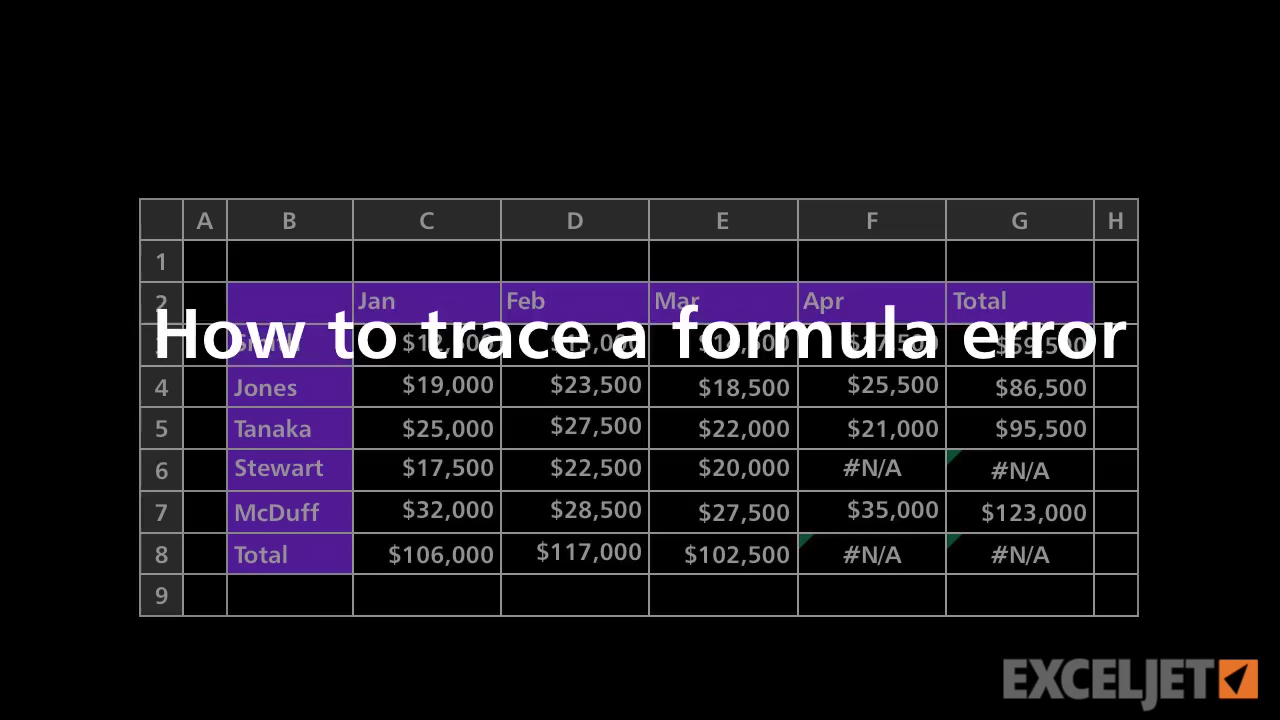 A B C D E F G H
1
2 Jan Feb Mar Apr Total
How to trace a formula error
4 Jones $19,000 $23,500 $18,500 $25,500 $86,500
5 Tanaka $25,000 $27,500 $22,000 $21,000 $95,500
6 Stewart $17,500 $22,500 $20,000 #N/A #N/A
7 McDuff $32,000 $28,500 $27,500 $35,000 $123,000
8 Total $106,000 $117,000 $102,500 #N/A #N/A
9
EXCELJET